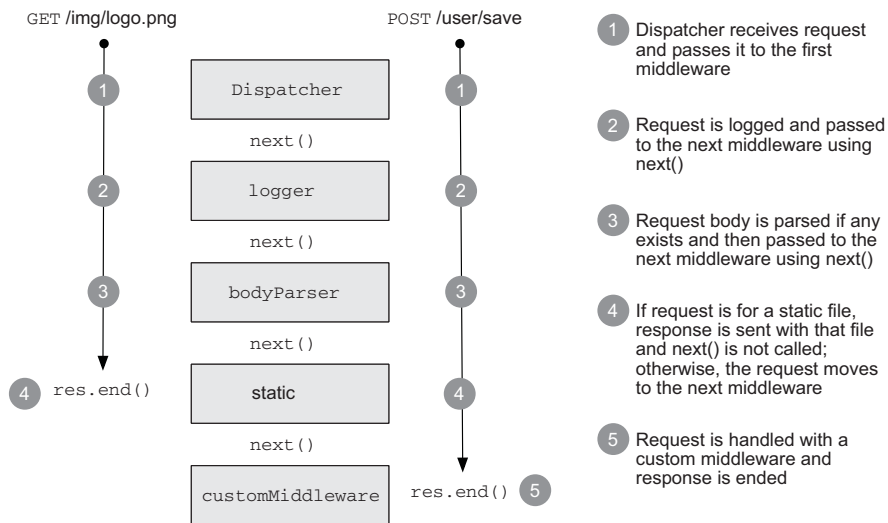 GET /img/logo.png
1
2
3
4 res.end()
Dispatcher
next()
logger
next()
bodyParser
next()
static
next()
customMiddleware
POST /user/save
1
2
3
4
res.end() 5
1 Dispatcher receives request
and passes it to the first
middleware
2 Request is logged and passed
to the next middleware using
next()
3 Request body is parsed if any
exists and then passed to the
next middleware using next()
4 If request is for a static file,
response is sent with that file
and next() is not called;
otherwise, the request moves
to the next middleware
5 Request is handled with a
custom middleware and
response is ended